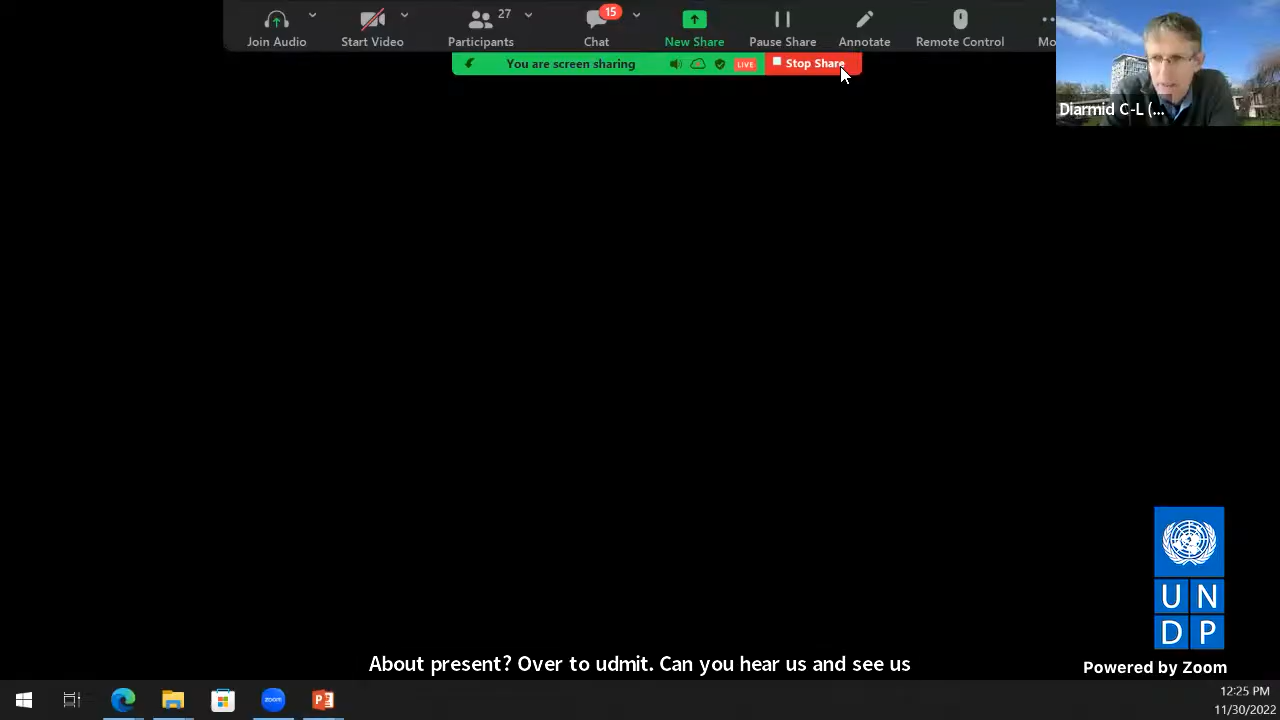 27
15
Join Audio
Start Video
Participants
Chat
New Share
Pause Share
Annotate
Remote Control
Mo
You are screen sharing
LIVE
Stop Share
Diarmid C-L (...
U N
D P
About present? Over to udmit. Can you hear us and see us
Powered by Zoom
zoom
P
12:25 PM
11/30/2022